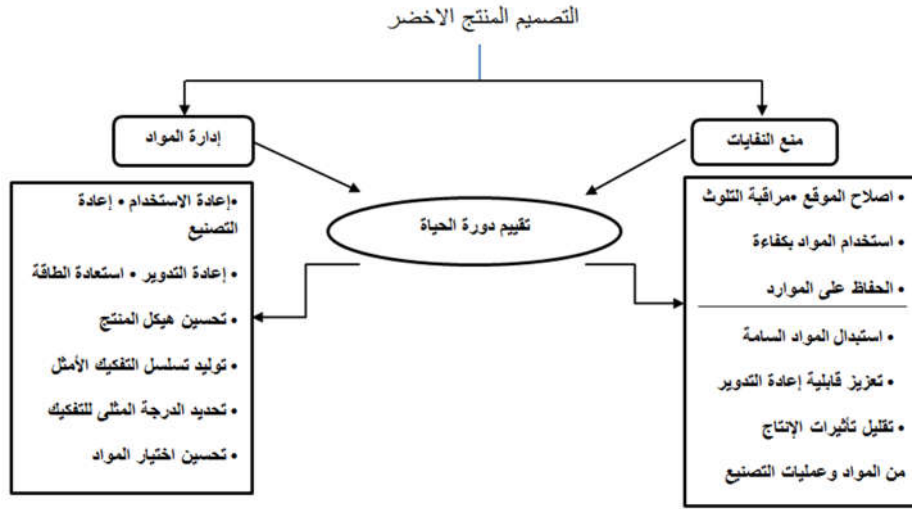 التصميم المنتج الاخضر
منع النفايات
إدارة المواد
تقييم دورة الحياة
• اصلاح الموقع •مراقبة التلوث
• استخدام المواد بكفاءة
• الحفاظ على الموارد
• استبدال المواد السامة
• تعزيز قابلية إعادة التدوير
• تقليل تأثيرات الإنتاج
من المواد وعمليات التصنيع
•إعادة الاستخدام • إعادة
التصنيع
• إعادة التدوير • استعادة الطاقة
• تحسين هيكل المنتج
• توليد تسلسل التفكيك الأمثل
• تحديد الدرجة المثلى للتفكيك
• تحسين اختيار المواد